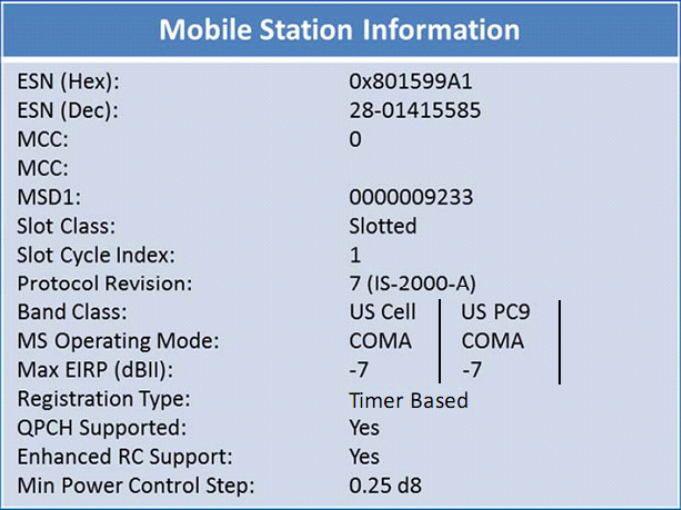 Mobile Station Information
ESN (Hex): 0x801599A1
ESN (Dec): 28-01415585
MCC: 0
MCC:
MSD1: 0000009233
Slot Class: Slotted
Slot Cycle Index: 1
Protocol Revision: 7 (IS-2000-A)
Band Class: US Cell US PC9
MS Operating Mode: COMA COMA
Max EIRP (dBII): -7 -7
Registration Type: Timer Based
QPCH Supported: Yes
Enhanced RC Support: Yes
Min Power Control Step: 0.25 d8